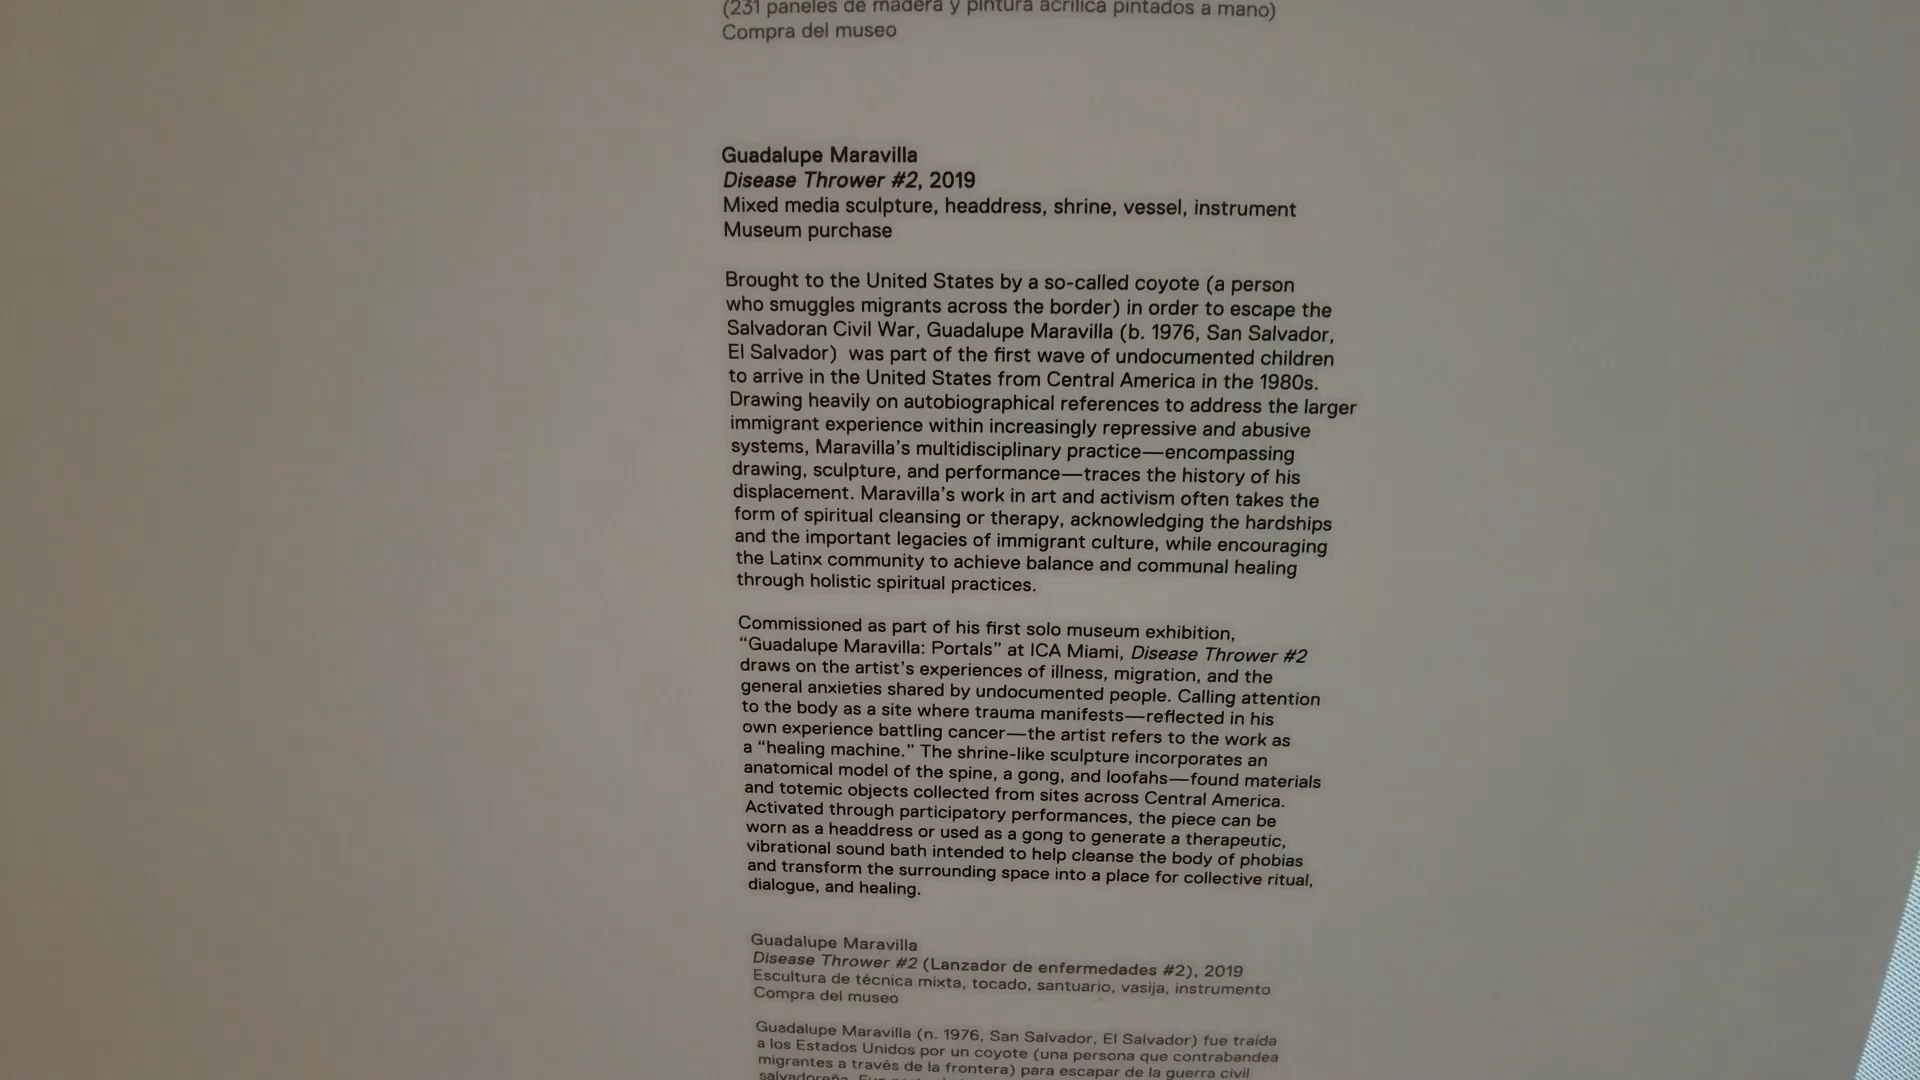 (231 paneles de madera y pintura acrílica pintados a mano)
Compra del museo
Guadalupe Maravilla
Disease Thrower #2, 2019
Mixed media sculpture, headdress, shrine, vessel, instrument
Museum purchase
Brought to the United States by a so-called coyote (a person
who smuggles migrants across the border) in order to escape the
Salvadoran Civil War, Guadalupe Maravilla (b. 1976, San Salvador,
El Salvador) was part of the first wave of undocumented children
to arrive in the United States from Central America in the 1980s.
Drawing heavily on autobiographical references to address the larger
immigrant experience within increasingly repressive and abusive
systems, Maravilla's multidisciplinary practice—encompassing
drawing, sculpture, and performance—traces the history of his
displacement. Maravilla's work in art and activism often takes the
form of spiritual cleansing or therapy, acknowledging the hardships
and the important legacies of immigrant culture, while encouraging
the Latinx community to achieve balance and communal healing
through holistic spiritual practices.
Commissioned as part of his first solo museum exhibition,
“Guadalupe Maravilla: Portals” at ICA Miami, Disease Thrower #2
draws on the artist's experiences of illness, migration, and the
general anxieties shared by undocumented people. Calling attention
to the body as a site where trauma manifests—reflected in his
own experience battling cancer—the artist refers to the work as
a “healing machine.” The shrine-like sculpture incorporates an
anatomical model of the spine, a gong, and loofahs—found materials
and totemic objects collected from sites across Central America.
Activated through participatory performances, the piece can be
worn as a headdress or used as a gong to generate a therapeutic,
vibrational sound bath intended to help cleanse the body of phobias
and transform the surrounding space into a place for collective ritual,
dialogue, and healing.
Guadalupe Maravilla
Disease Thrower #2 (Lanzador de enfermedades #2), 2019
Escultura de técnica mixta, tocado, santuario, vasija, instrumento
Compra del museo
Guadalupe Maravilla (n. 1976, San Salvador, El Salvador) fue traída
a los Estados Unidos por un coyote (una persona que contrabandea
migrantes a través de la frontera) para escapar de la guerra civil
salvadoreña.